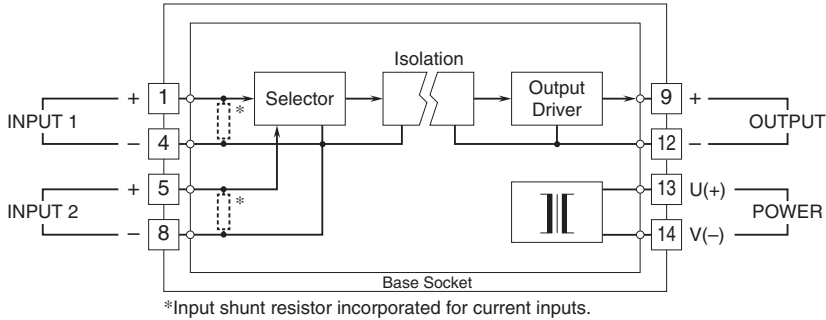 Isolation
+ 1 * Selector Output Driver 9 +
INPUT 1 OUTPUT
– 4 12 –
+ 5 * 13 U(+)
INPUT 2 POWER
– 8 14 V(–)
Base Socket
*Input shunt resistor incorporated for current inputs.